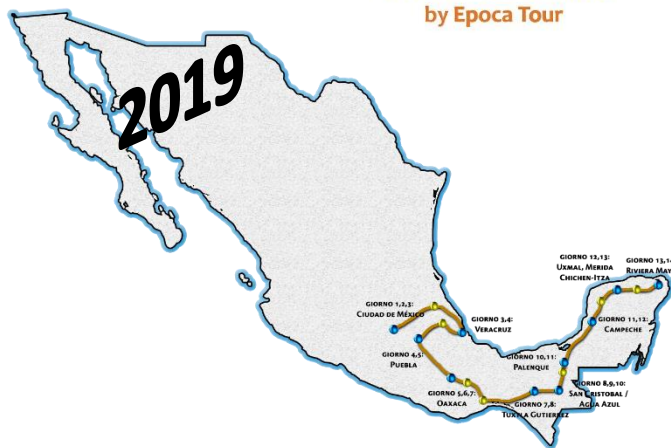 by Epoca Tour
2019
GIORNO 12,13:
UXMAL, MERIDA
CHICHEN-ITZA
GIORNO 13,14
RIVIERA MAY
GIORNO 1,2,3:
CIUDAD DE MÉXICO
GIORNO 3,4:
VERACRUZ
GIORNO 11,12:
CAMPECHE
GIORNO 4,5:
PUEBLA
GIORNO 10,11:
PALENQUE
GIORNO 5,6,7:
OAXACA
GIORNO 8,9,10:
SAN CRISTOBAL /
AGUA AZUL
GIORNO 7,8:
TUXTLA GUTIERREZ